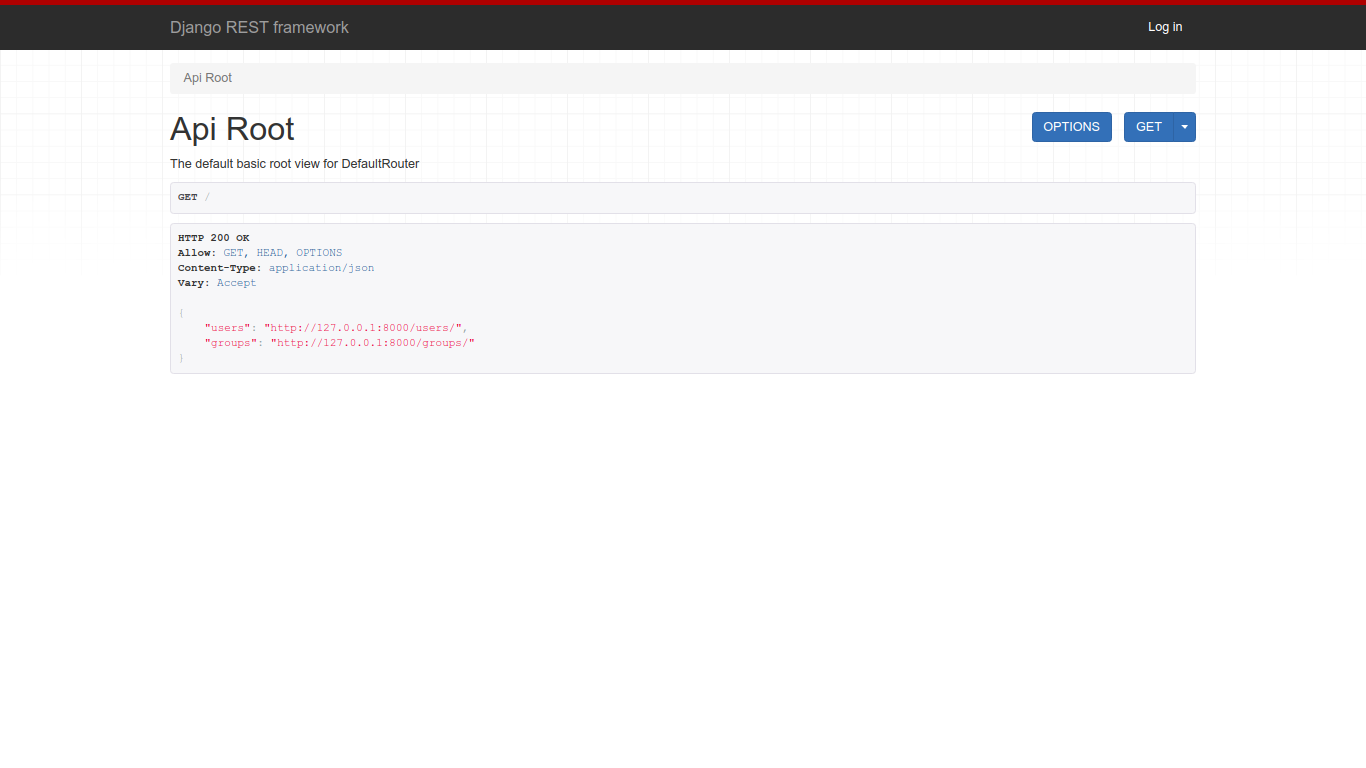 Django REST framework
Log in
Api Root
Api Root
OPTIONS
GET
The default basic root view for DefaultRouter
GET /
HTTP 200 OK
Allow: GET, HEAD, OPTIONS
Content-Type: application/json
Vary: Accept
{
    "users": "http://127.0.0.1:8000/users/",
    "groups": "http://127.0.0.1:8000/groups/"
}